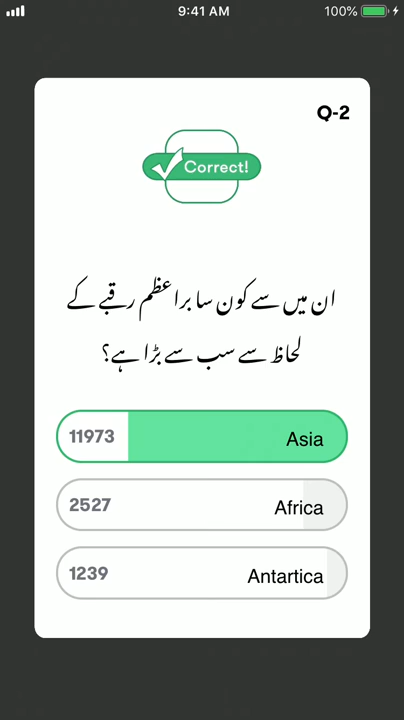 9:41 AM
100%
Q-2
Correct!
ان میں سے کون سا براعظم رقبے کے
لحاظ سے سب سے بڑا ہے؟
11973 Asia
2527 Africa
1239 Antartica